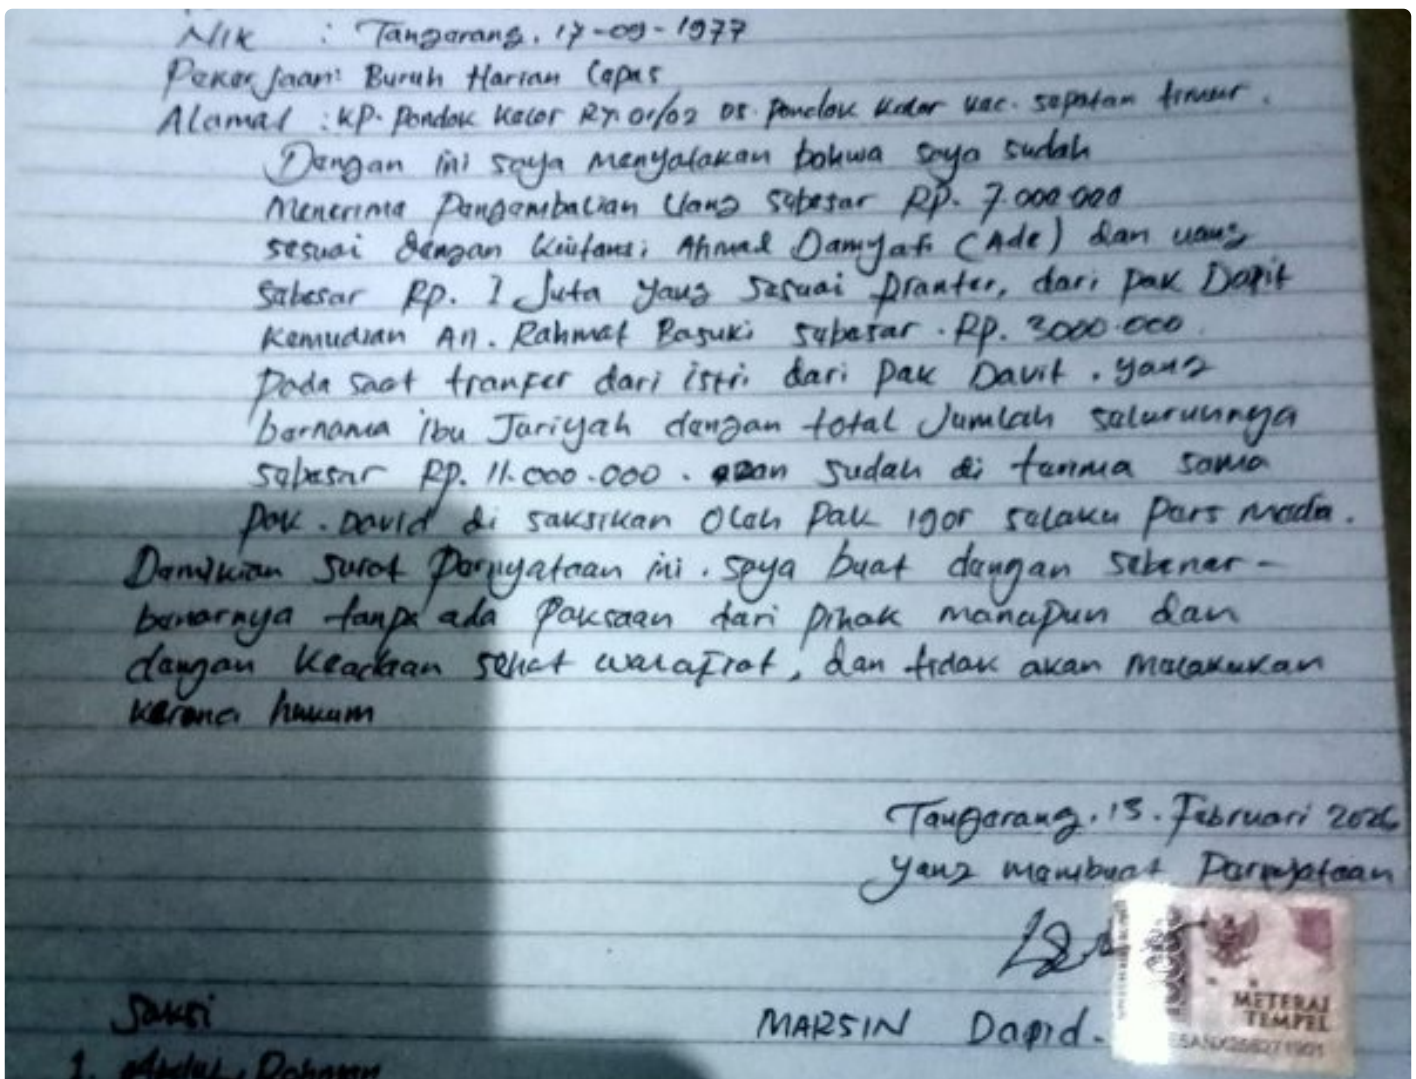 NIK : Tangerang, 17-09-1977
Pekerjaan: Buruh Harian Lepas
Alamat : KP. Pondok Kelor RT. 01/02 DS. Pondok Kelor Kec. Sepatan timur.
Dengan ini saya Menyatakan bahwa saya sudah
Menerima Pengembalian Uang sebesar RP. 7.000.000
sesuai dengan Kwitansi Ahmad Damyati (Ade) dan uang
sebesar RP. 1 Juta yang sesuai pranter, dari pak Dapit
Kemudian An. Rahmat Basuki sebesar. RP. 3000.000.
pada saat tranfer dari istri dari pak Davit. yang
bernama ibu Jariyah dengan total Jumlah seluruhnya
sebesar RP. 11.000.000. sudah di terima sama
pak. David di saksikan Oleh Pak igor selaku Pers Media.
Demikian surat Pernyataan ini. saya buat dengan sebenar-
benarnya tanpa ada Paksaan dari pihak manapun dan
dengan Keadaan sehat walafiat, dan tidak akan melakukan
karena hukum
Tangerang, 15. Februari 2026
yang membuat Pernyataan
METERAI
TEMPEL
MARSIN Dapid.
Saksi
1. Rohman